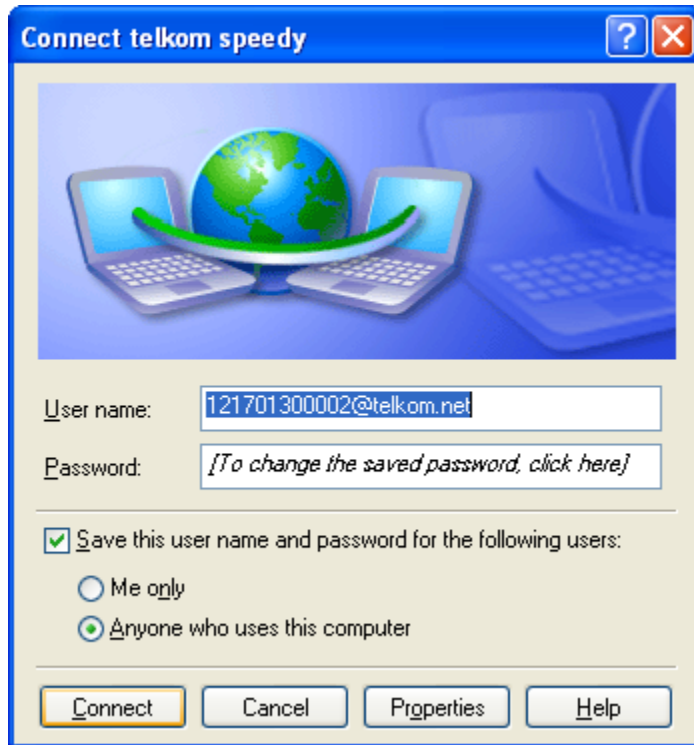 Connect telkom speedy
User name:
121701300002@telkom.net
Password:
[To change the saved password, click here]
Save this user name and password for the following users:
Me only
Anyone who uses this computer
Connect Cancel Properties Help